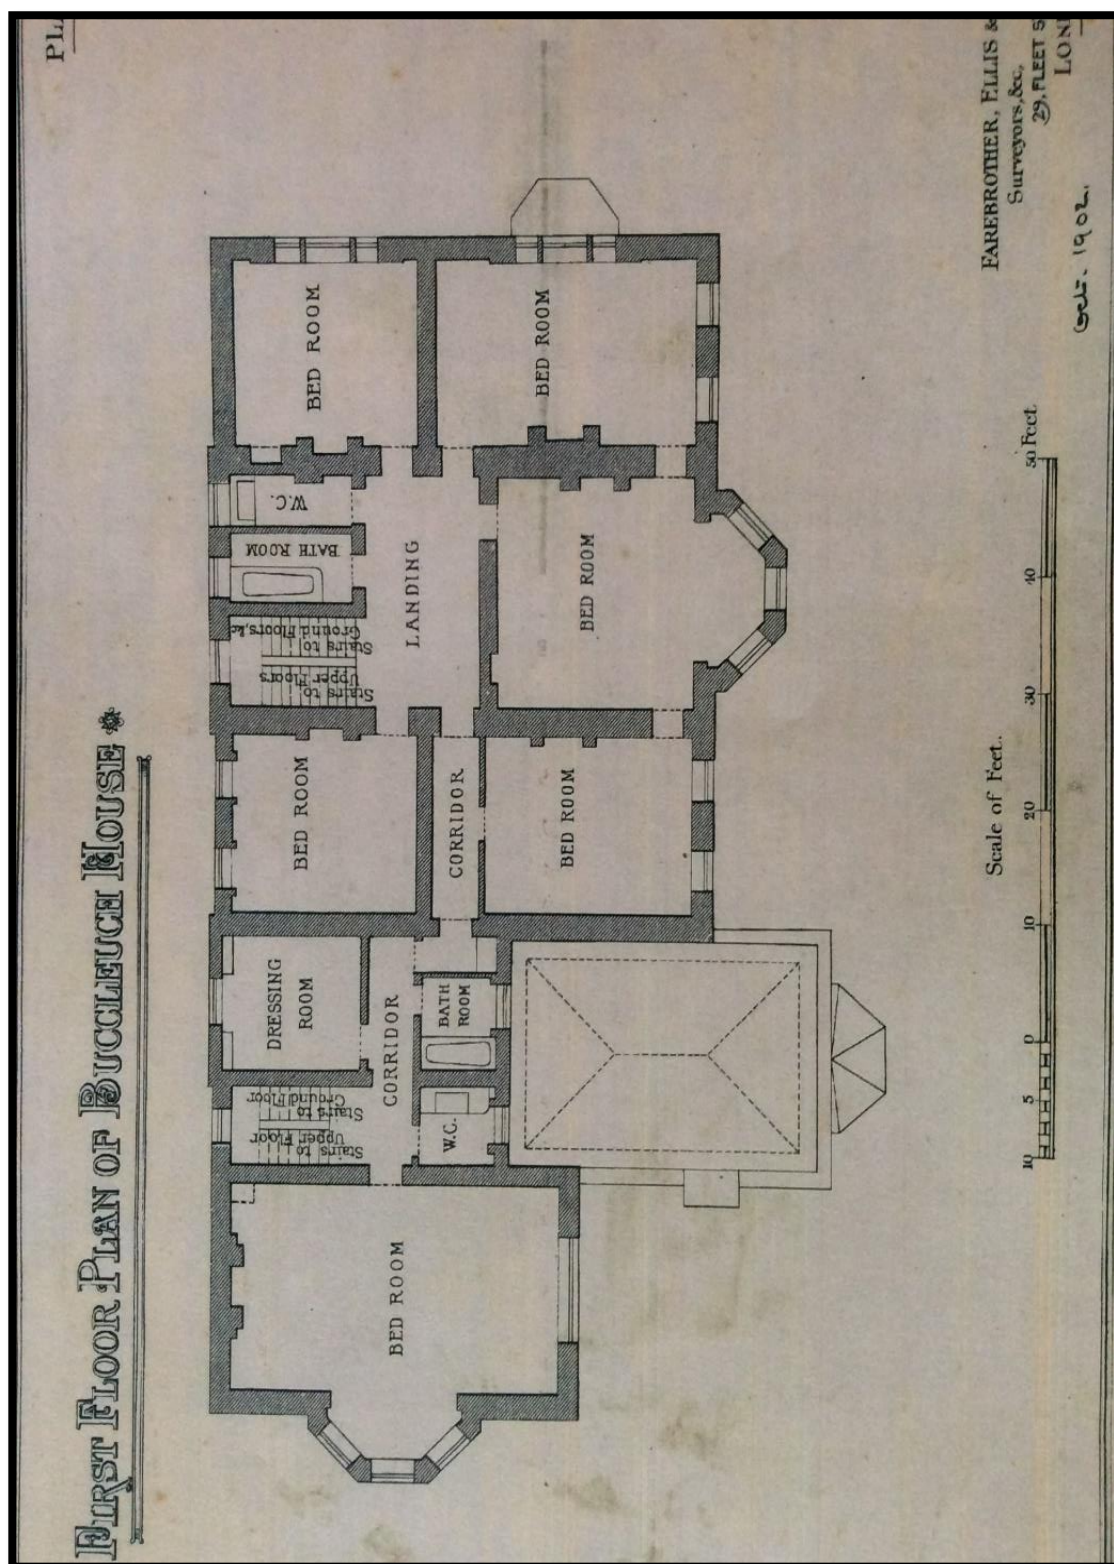 FIRST FLOOR PLAN OF BUCCLEUCH HOUSE
BED ROOM
BED ROOM
W.C.
BATH ROOM
LANDING
Stairs to
Ground Floors,&c
Stairs to
Upper
Floors
BED ROOM
BED ROOM
CORRIDOR
BED ROOM
DRESSING
ROOM
CORRIDOR
BATH
ROOM
Stairs to
Ground Floor
Stairs to
Upper Floor
W.C.
BED ROOM
Scale of Feet.
10 5 0 10 20 30 40 50 Feet
FAREBROTHER, ELLIS &
Surveyors,&c,
29, FLEET S
LON
Oct. 1902.
PL